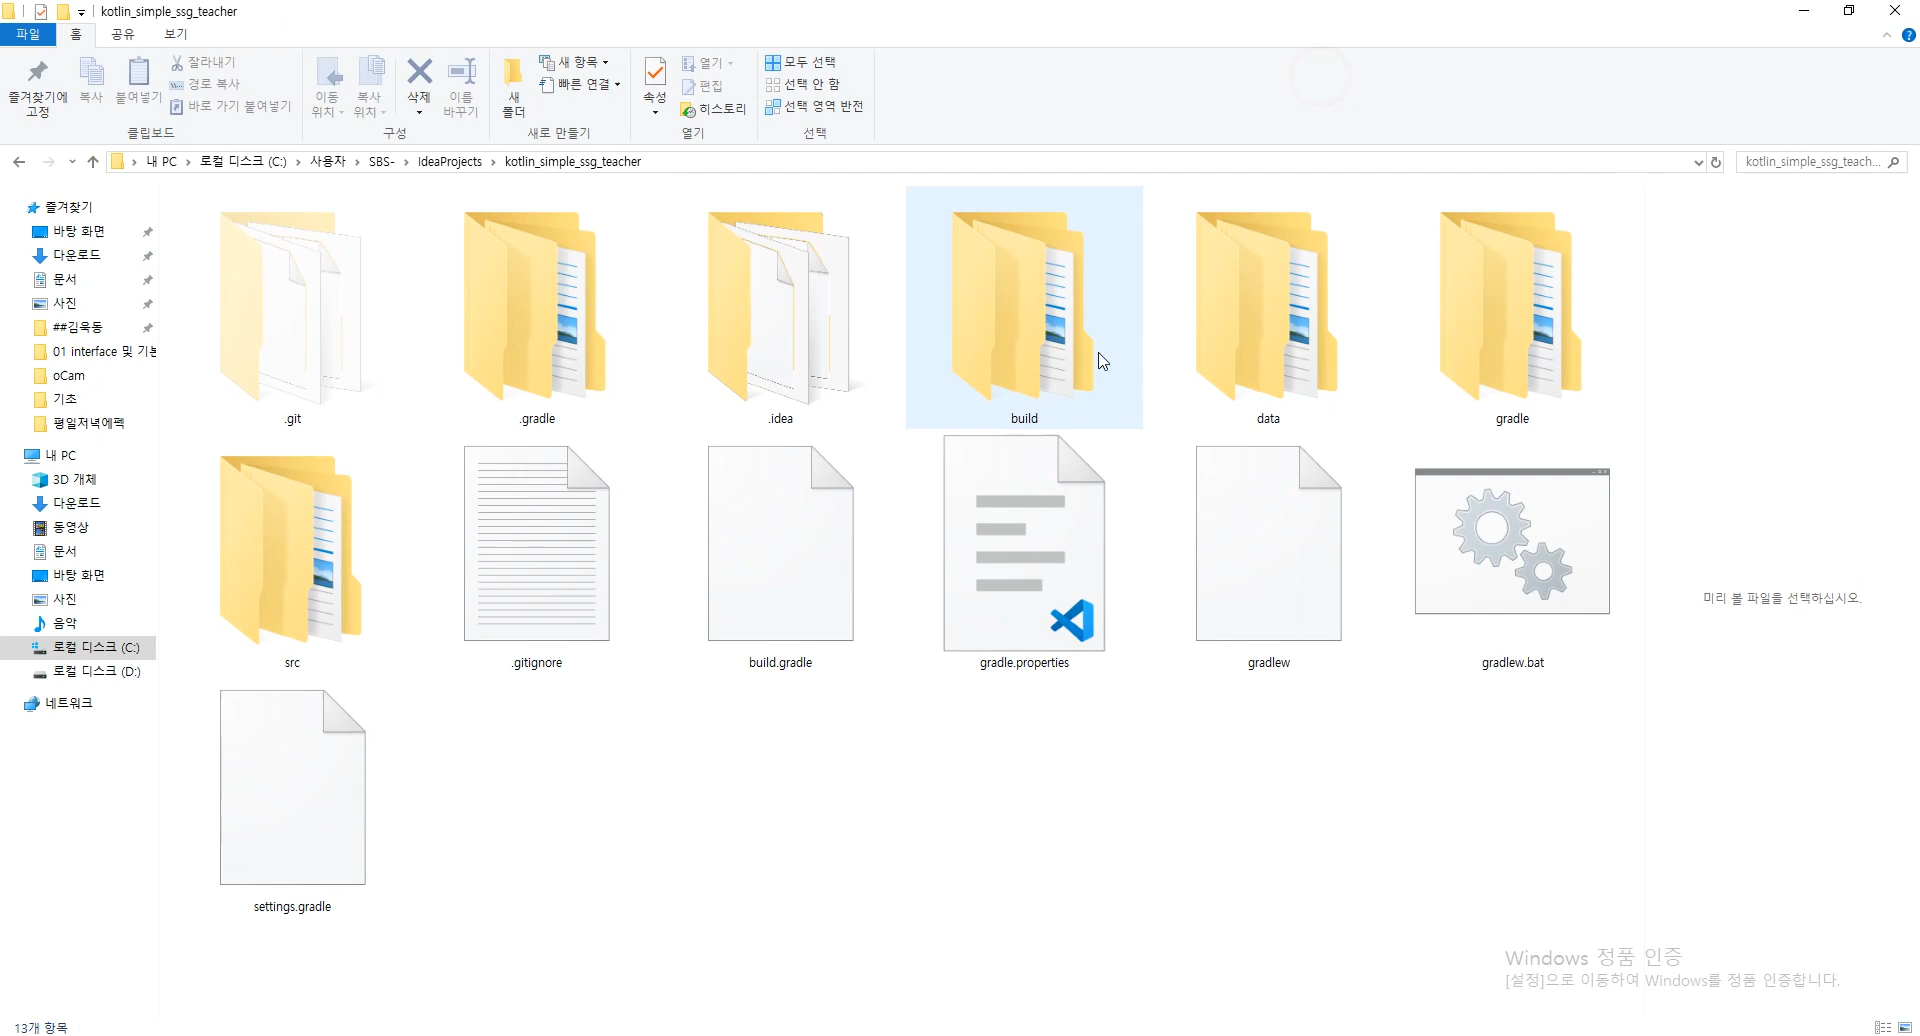 kotlin_simple_ssg_teacher
파일 홈 공유 보기
즐겨찾기에 고정
복사
붙여넣기
잘라내기
경로 복사
바로 가기 붙여넣기
클립보드
이동 위치
복사 위치
삭제
이름 바꾸기
구성
새 폴더
새 항목
빠른 연결
새로 만들기
속성
열기
편집
히스토리
열기
모두 선택
선택 안 함
선택 영역 반전
선택
내 PC > 로컬 디스크 (C:) > 사용자 > SBS- > IdeaProjects > kotlin_simple_ssg_teacher
kotlin_simple_ssg_teach...
즐겨찾기
바탕 화면
다운로드
문서
사진
##김욱동
01 interface 및 기본
oCam
기초
평일저녁에펙
내 PC
3D 개체
다운로드
동영상
문서
바탕 화면
사진
음악
로컬 디스크 (C:)
로컬 디스크 (D:)
네트워크
.git
.gradle
.idea
build
data
gradle
src
.gitignore
build.gradle
gradle.properties
gradlew
gradlew.bat
settings.gradle
미리 볼 파일을 선택하십시오.
Windows 정품 인증
[설정]으로 이동하여 Windows를 정품 인증합니다.
13개 항목